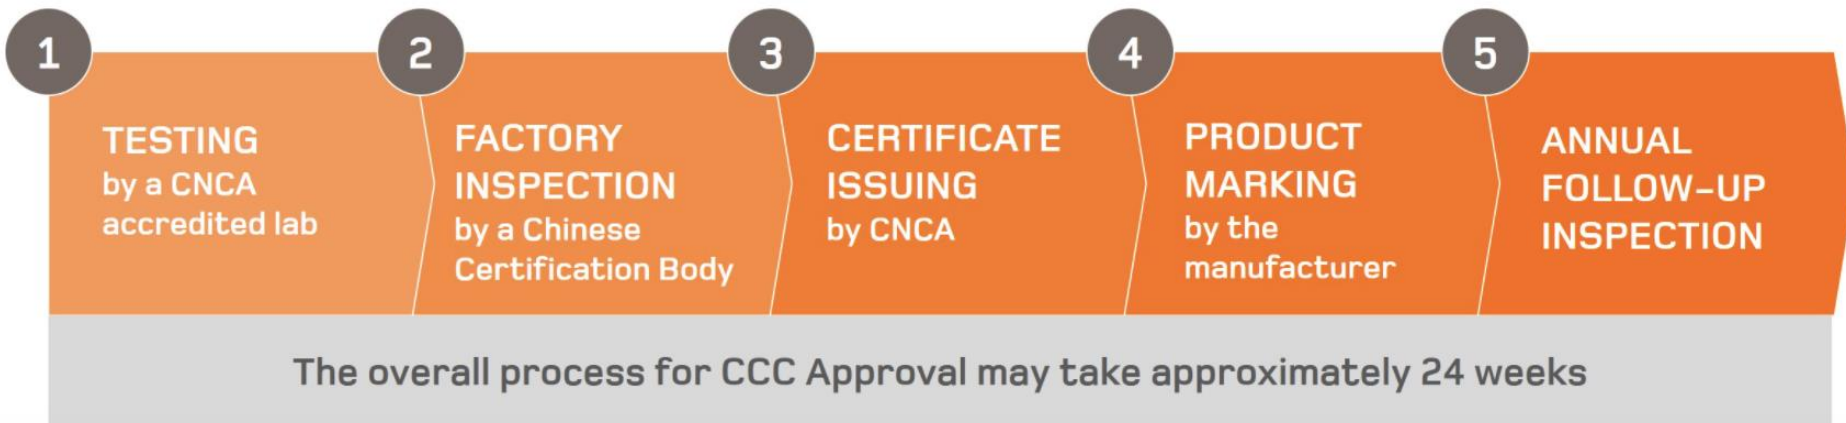 1
TESTING
by a CNCA
accredited lab
2
FACTORY
INSPECTION
by a Chinese
Certification Body
3
CERTIFICATE
ISSUING
by CNCA
4
PRODUCT
MARKING
by the
manufacturer
5
ANNUAL
FOLLOW-UP
INSPECTION
The overall process for CCC Approval may take approximately 24 weeks